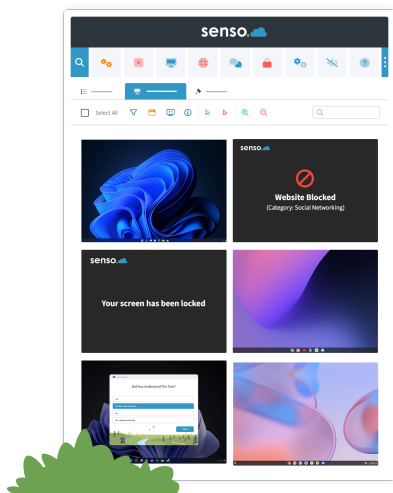 senso.
Select All
senso.
Website Blocked
(Category: Social Networking)
senso.
Your screen has been locked
Did You Understand The Task?